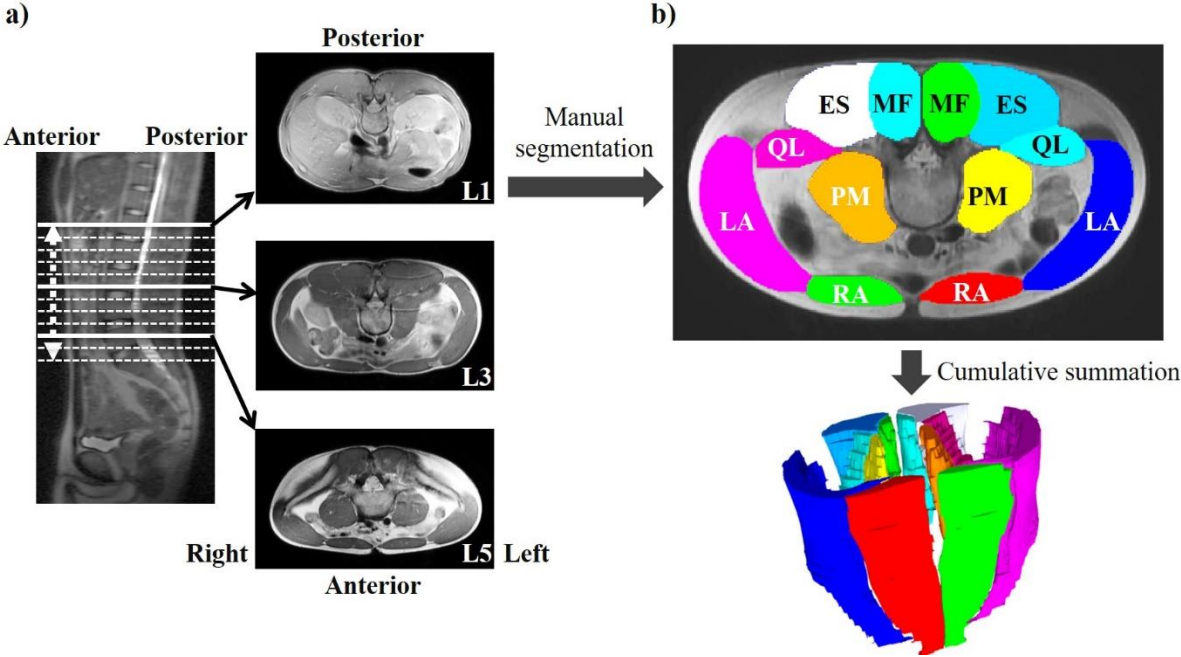 a)
Posterior
Anterior Posterior
L1
L3
L5
Right
Left
Anterior
Manual
segmentation
b)
ES MF MF ES
QL QL
PM PM
LA LA
RA RA
Cumulative summation